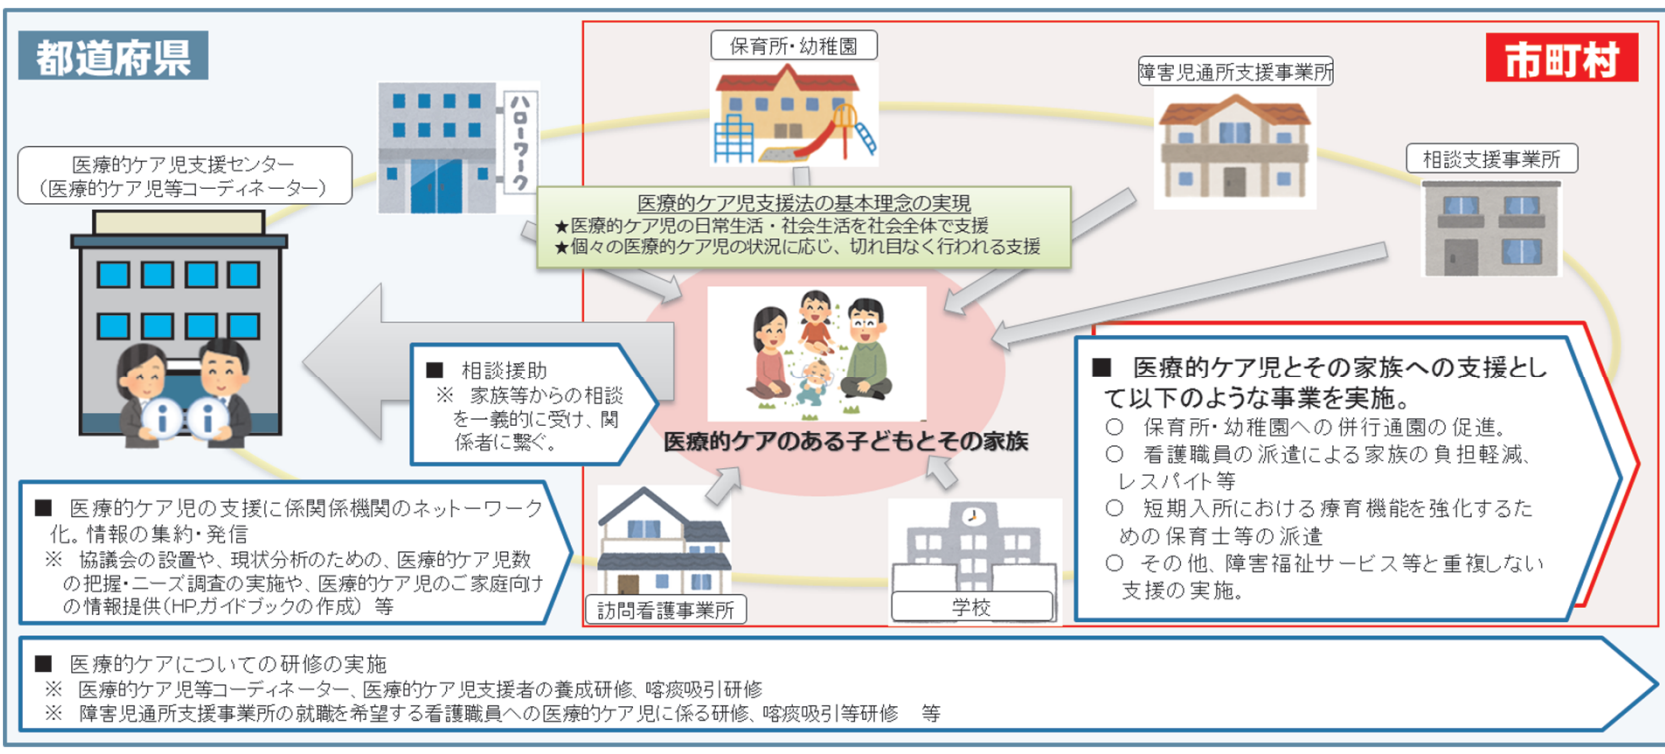 都道府県
市町村
保育所・幼稚園
障害児通所支援事業所
相談支援事業所
ハローワーク
医療的ケア児支援センター
（医療的ケア児等コーディネーター）
医療的ケア児支援法の基本理念の実現
★医療的ケア児の日常生活・社会生活を社会全体で支援
★個々の医療的ケア児の状況に応じ、切れ目なく行われる支援
■ 相談援助
※ 家族等からの相談
を一義的に受け、関
係者に繋ぐ。
医療的ケアのある子どもとその家族
■ 医療的ケア児とその家族への支援とし
て以下のような事業を実施。
○ 保育所・幼稚園への併行通園の促進。
○ 看護職員の派遣による家族の負担軽減、
レスパイト等
○ 短期入所における療育機能を強化するた
めの保育士等の派遣
○ その他、障害福祉サービス等と重複しない
支援の実施。
■ 医療的ケア児の支援に係関係機関のネットーワーク
化。情報の集約・発信
※ 協議会の設置や、現状分析のための、医療的ケア児数
の把握・ニーズ調査の実施や、医療的ケア児のご家庭向け
の情報提供（HP,ガイドブックの作成） 等
訪問看護事業所
学校
■ 医療的ケアについての研修の実施
※ 医療的ケア児等コーディネーター、医療的ケア児支援者の養成研修、喀痰吸引研修
※ 障害児通所支援事業所の就職を希望する看護職員への医療的ケア児に係る研修、喀痰吸引等研修 等